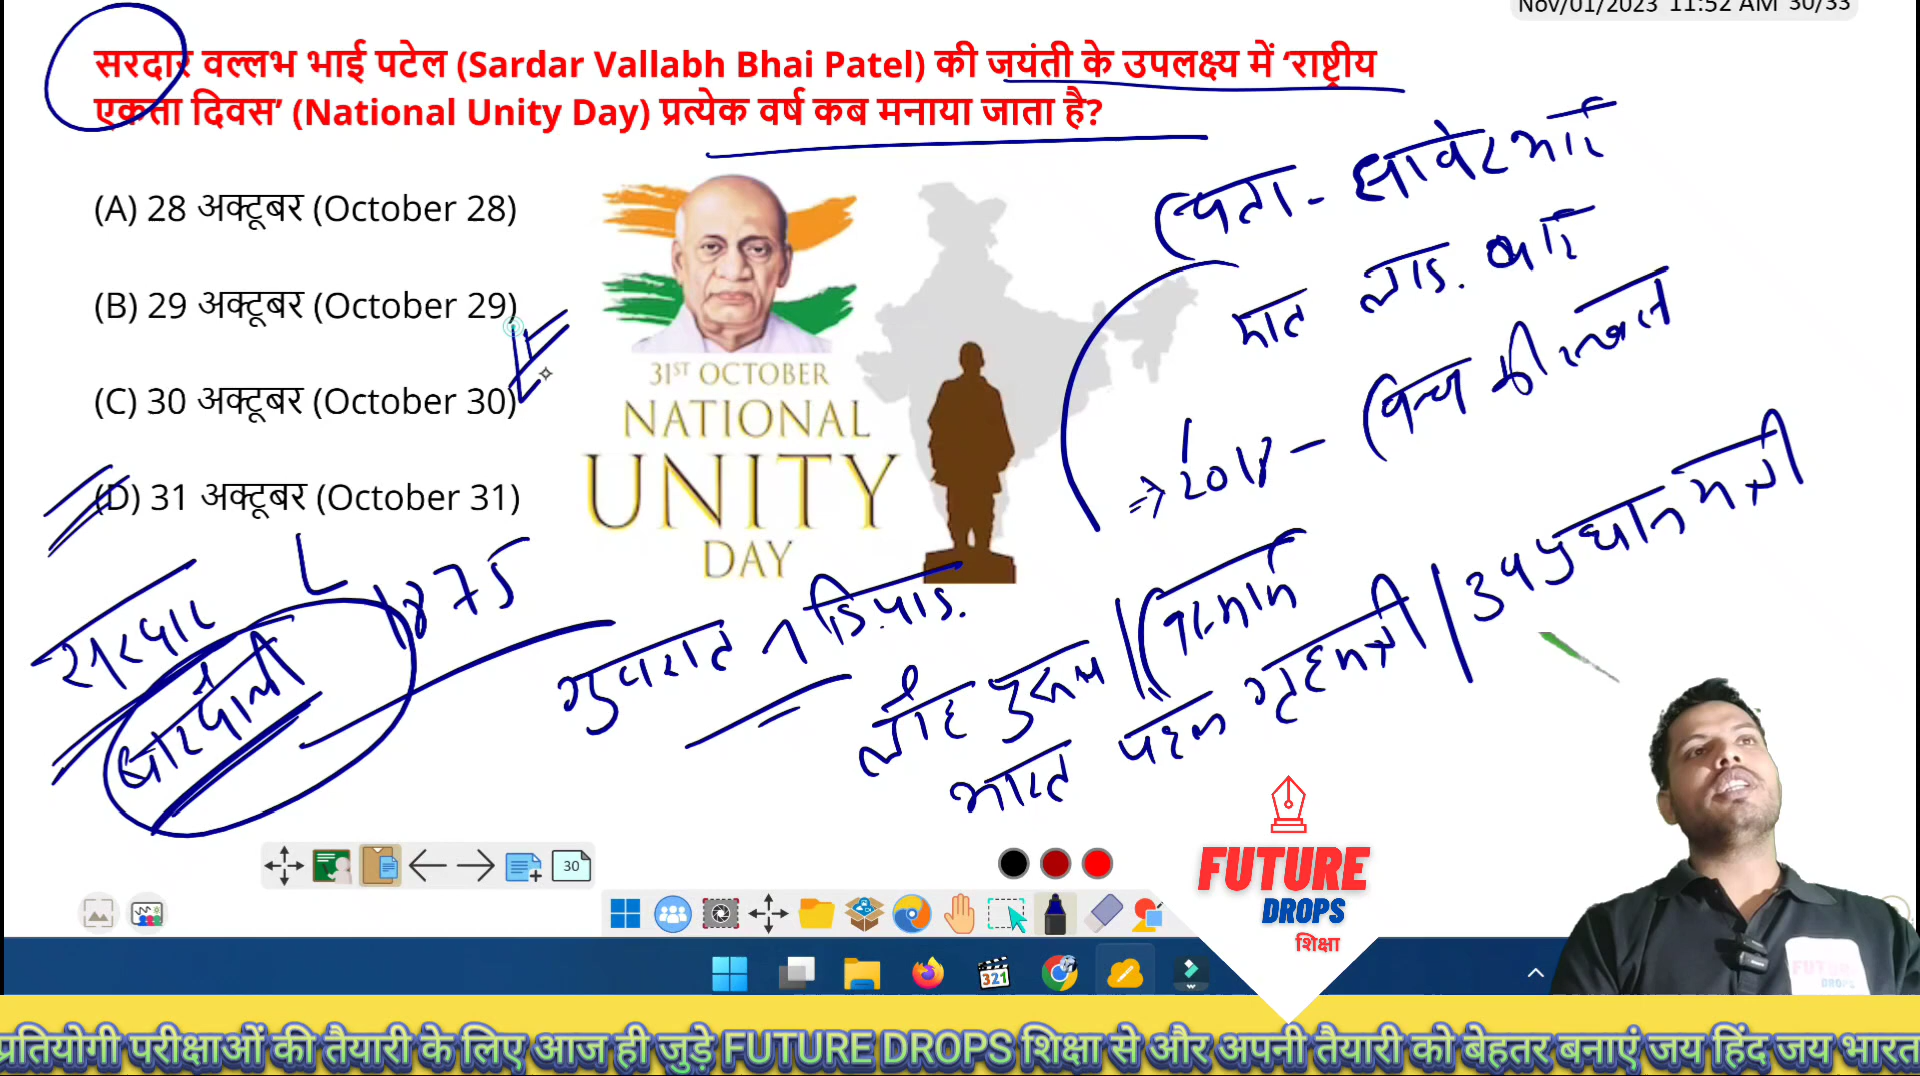 Nov/01/2023 11:52 AM 30/33
सरदार वल्लभ भाई पटेल (Sardar Vallabh Bhai Patel) की जयंती के उपलक्ष्य में ‘राष्ट्रीय
एकता दिवस’ (National Unity Day) प्रत्येक वर्ष कब मनाया जाता है?
(A) 28 अक्टूबर (October 28)
(B) 29 अक्टूबर (October 29)
(C) 30 अक्टूबर (October 30)
(D) 31 अक्टूबर (October 31)
31ST OCTOBER
NATIONAL
UNITY
DAY
पिता -
लाड. बाई
1875
गुजरात नडियाड.
लौह पुरूष
भारत गृहमंत्री / उपप्रधानमंत्री
सरदार
बारदोली
30
321
FUTURE
DROPS
शिक्षा
FUTURE
DROPS
प्रतियोगी परीक्षाओं की तैयारी के लिए आज ही जुड़े FUTURE DROPS शिक्षा से और अपनी तैयारी को बेहतर बनाएं जय हिंद जय भारत